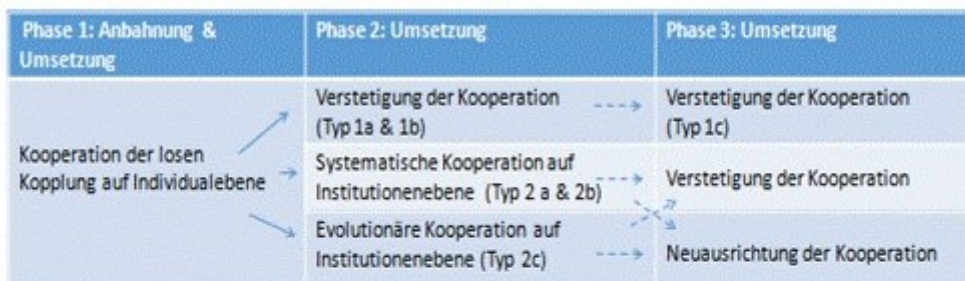 Phase 1: Anbahnung &
Umsetzung
Phase 2: Umsetzung
Phase 3: Umsetzung
Kooperation der losen
Kopplung auf Individualebene
Verstetigung der Kooperation
(Typ 1a & 1b)
Verstetigung der Kooperation
(Typ 1c)
Systematische Kooperation auf
Institutionenebene (Typ 2 a & 2b)
Verstetigung der Kooperation
Evolutionäre Kooperation auf
Institutionenebene (Typ 2c)
Neuausrichtung der Kooperation